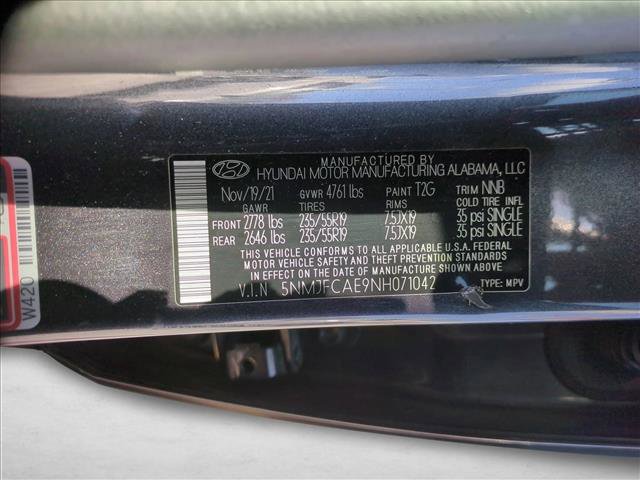 MANUFACTURED BY
HYUNDAI MOTOR MANUFACTURING ALABAMA, LLC
Nov/19/21 GVWR 4761 lbs PAINT T2G TRIM NNB
GAWR TIRES RIMS COLD TIRE INFL
FRONT 2778 lbs 235/55R19 7.5JX19 35 psi SINGLE
REAR 2646 lbs 235/55R19 7.5JX19 35 psi SINGLE
THIS VEHICLE CONFORMS TO ALL APPLICABLE U.S.A. FEDERAL
MOTOR VEHICLE SAFETY AND THEFT PREVENTION STANDARDS
IN EFFECT ON THE DATE OF MANUFACTURE SHOWN ABOVE.
V.I.N 5NMJFCAE9NH071042 TYPE: MPV
W420